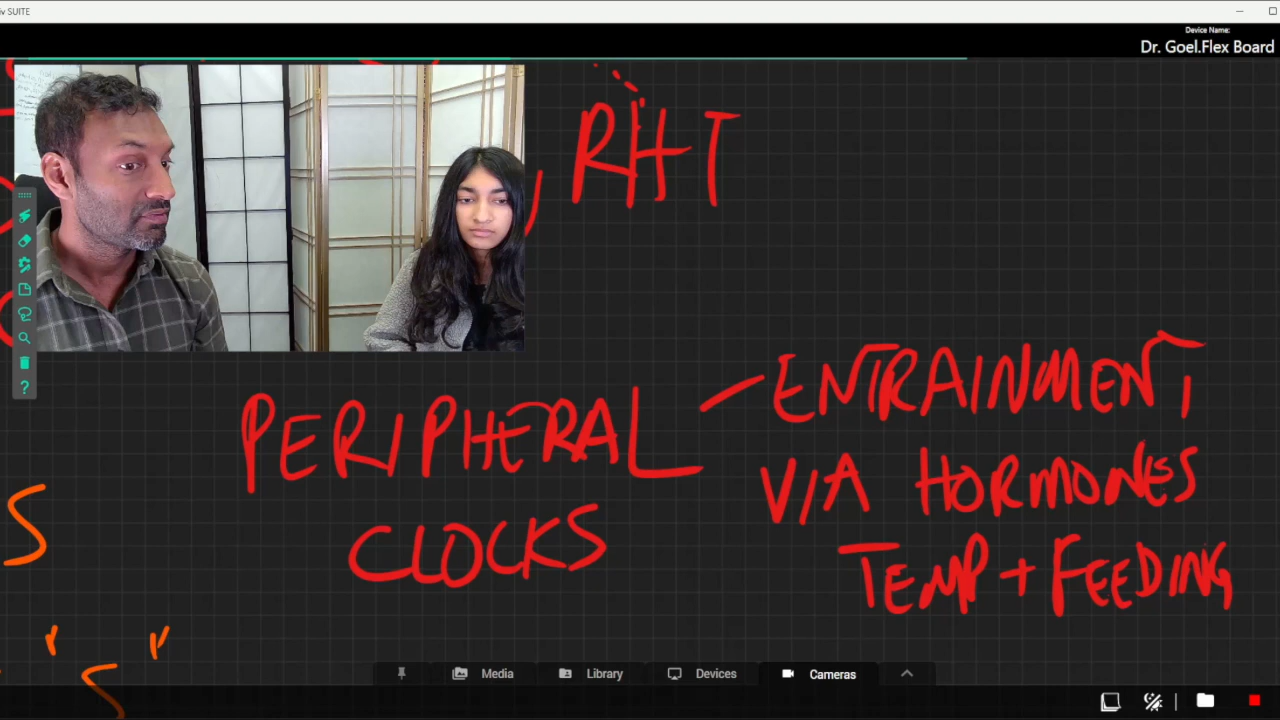 iv SUITE
Device Name:
Dr. Goel.Flex Board
RHT
PERIPHERAL
CLOCKS
ENTRAINMENT
VIA HORMONES
TEMP + FEEDING
S
"S"
?
Media
Library
Devices
Cameras